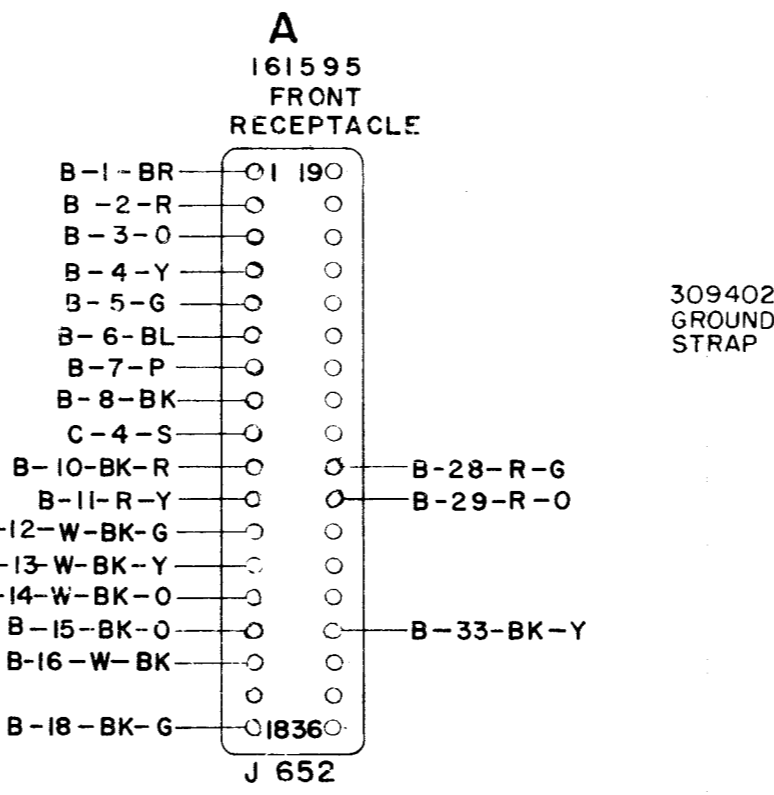 A
161595
FRONT
RECEPTACLE
B-1-BR 1 19
B-2-R
B-3-O
B-4-Y
B-5-G
B-6-BL
B-7-P
B-8-BK
C-4-S
B-10-BK-R B-28-R-G
B-11-R-Y B-29-R-O
-12-W-BK-G
-13-W-BK-Y
-14-W-BK-O
B-15-BK-O B-33-BK-Y
B-16-W-BK
B-18-BK-G 18 36
J 652
309402
GROUND
STRAP